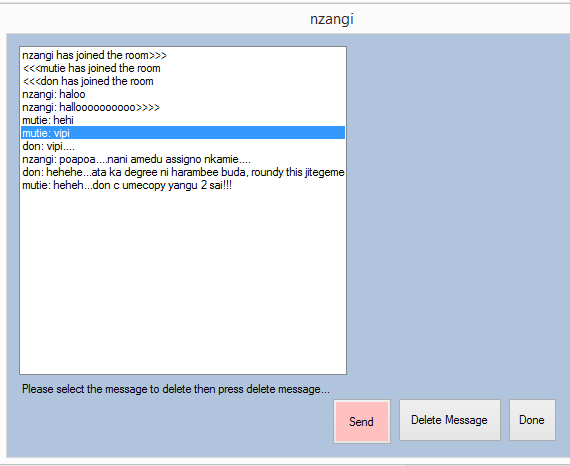 nzangi
nzangi has joined the room>>>
<<<mutie has joined the room
<<<don has joined the room
nzangi: haloo
nzangi: halloooooooooo>>>>
mutie: hehi
mutie: vipi
don: vipi....
nzangi: poapoa....nani amedu assigno nkamie....
don: hehehe...ata ka degree ni harambee buda, roundy this jitegeme
mutie: heheh...don c umecopy yangu 2 sai!!!
Please select the message to delete then press delete message...
Send
Delete Message
Done